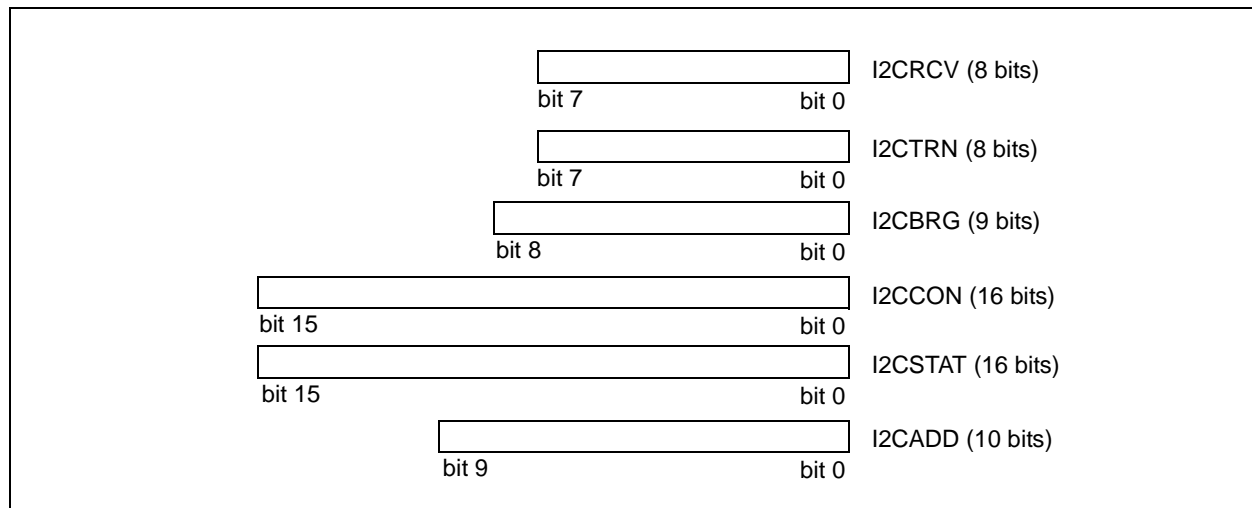 I2CRCV (8 bits)
bit 7 bit 0
I2CTRN (8 bits)
bit 7 bit 0
I2CBRG (9 bits)
bit 8 bit 0
I2CCON (16 bits)
bit 15 bit 0
I2CSTAT (16 bits)
bit 15 bit 0
I2CADD (10 bits)
bit 9 bit 0